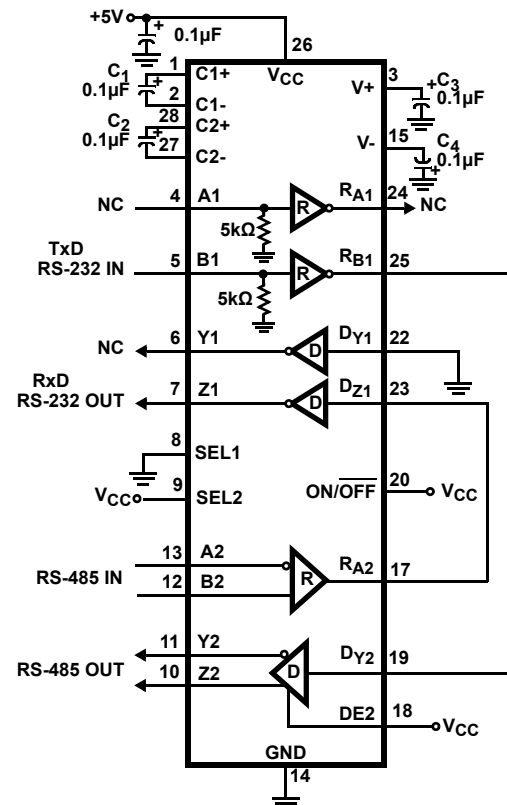 +5V
0.1µF
26
1
C1+
VCC
3
C1
0.1µF
V+
+C3
0.1µF
2
C1-
28
C2+
C2
0.1µF
27
C2-
15
V-
C4
0.1µF
NC
4
A1
R
RA1
24
NC
5kΩ
TxD
RS-232 IN
5
B1
R
RB1
25
5kΩ
NC
6
Y1
D
DY1
22
RxD
RS-232 OUT
7
Z1
D
DZ1
23
8
SEL1
VCC
9
SEL2
ON/OFF
20
VCC
13
A2
RS-485 IN
12
B2
R
RA2
17
11
Y2
RS-485 OUT
10
Z2
D
DY2
19
DE2
18
VCC
GND
14